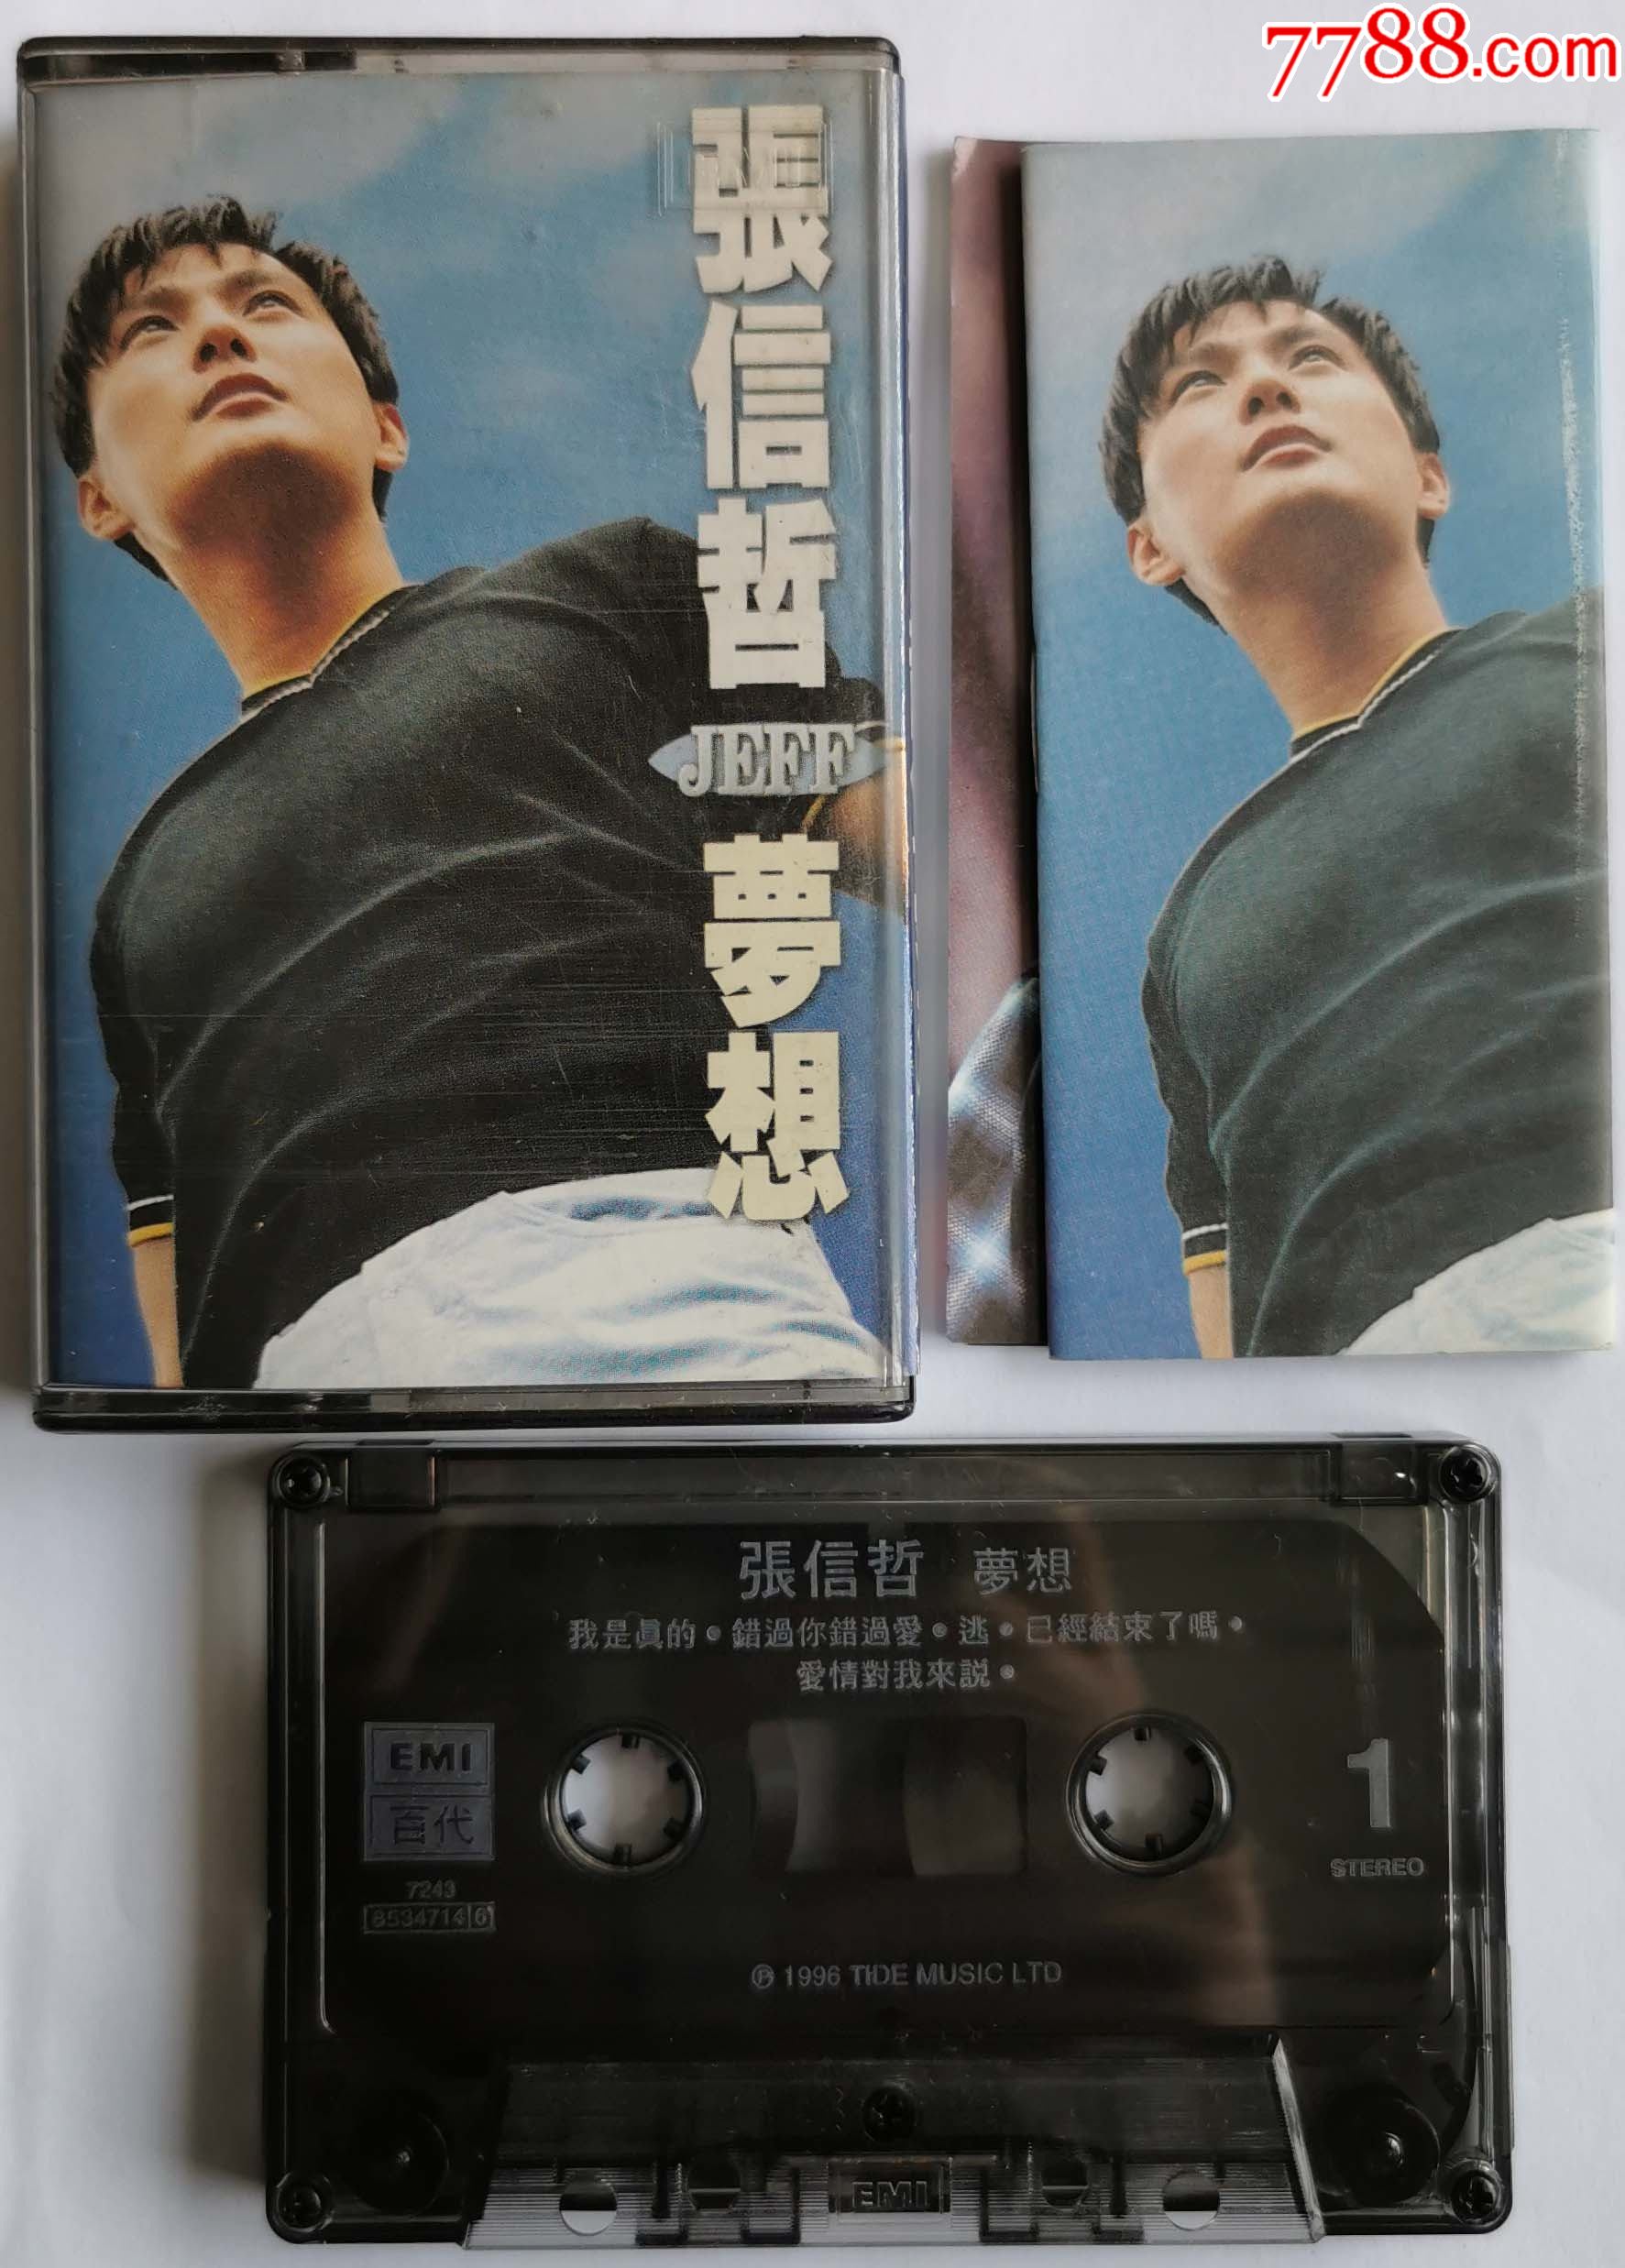 7788.com
張信哲
JEFF
夢想
張信哲 夢想
我是真的•錯過你錯過愛•逃•已經結束了嗎•
愛情對我來説•
EMI
百代
7243
8534714 6
1
STEREO
℗ 1996 TIDE MUSIC LTD
EMI